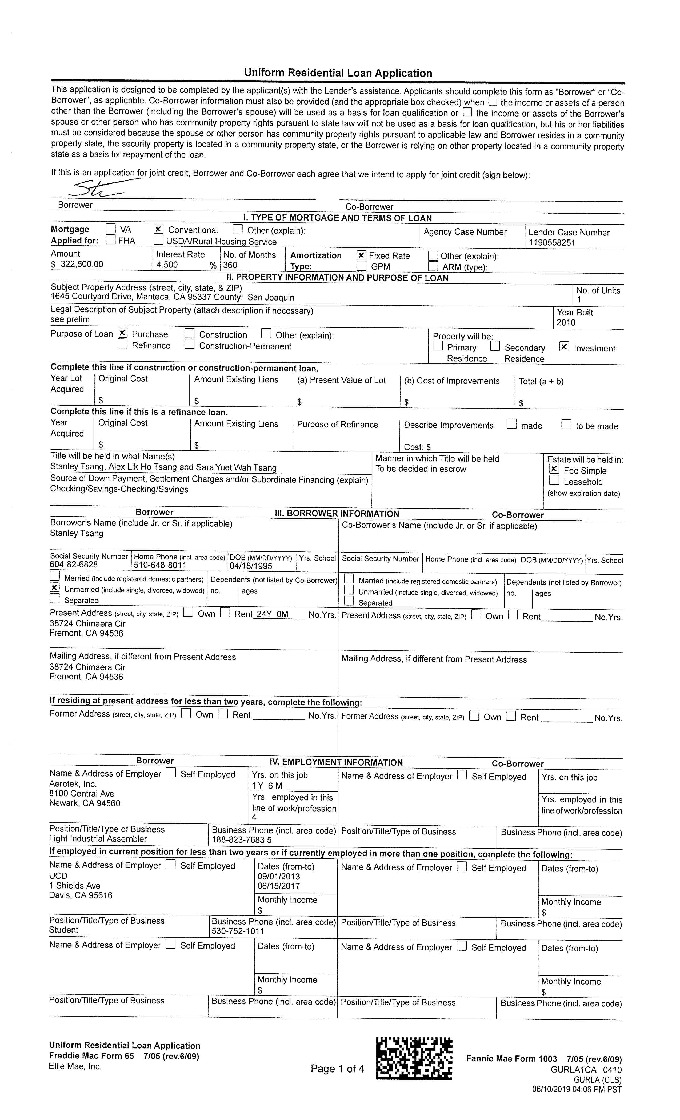 Uniform Residential Loan Application
This application is designed to be completed by the applicant(s) with the Lender's assistance. Applicants should complete this form as "Borrower" or "Co-
Borrower", as applicable. Co-Borrower information must also be provided (and the appropriate box checked) when the income or assets of a person
other than the Borrower (including the Borrower's spouse) will be used as a basis for loan qualification or the income or assets of the Borrower's
spouse or other person who has community property rights pursuant to state law will not be used as a basis for loan qualification, but his or her liabilities
must be considered because the spouse or other person has community property rights pursuant to applicable law and Borrower resides in a community
property state, the security property is located in a community property state, or the Borrower is relying on other property located in a community property
state as a basis for repayment of the loan.
If this is an application for joint credit, Borrower and Co-Borrower each agree that we intend to apply for joint credit (sign below):
Borrower Co-Borrower
I. TYPE OF MORTGAGE AND TERMS OF LOAN
Mortgage VA x Conventional Other (explain): Agency Case Number Lender Case Number
Applied for: FHA USDA/Rural Housing Service 1190558251
Amount Interest Rate No. of Months Amortization x Fixed Rate Other (explain):
$ 322,500.00 4.500 % 360 Type: GPM ARM (type):
II. PROPERTY INFORMATION AND PURPOSE OF LOAN
Subject Property Address (street, city, state, & ZIP) No. of Units
1645 Courtyard Drive, Manteca, CA 95337 County: San Joaquin 1
Legal Description of Subject Property (attach description if necessary) Year Built
see prelim 2010
Purpose of Loan x Purchase Construction Other (explain): Property will be:
Refinance Construction-Permanent Primary Residence Secondary Residence x Investment
Complete this line if construction or construction-permanent loan.
Year Lot Acquired Original Cost Amount Existing Liens (a) Present Value of Lot (b) Cost of Improvements Total (a + b)
$ $ $ $ $
Complete this line if this is a refinance loan.
Year Acquired Original Cost Amount Existing Liens Purpose of Refinance Describe Improvements made to be made
$ $ Cost: $
Title will be held in what Name(s) Manner in which Title will be held Estate will be held in:
Stanley Tsang, Alex Lik Ho Tsang and Sara Yuet Wah Tsang To be decided in escrow x Fee Simple
Source of Down Payment, Settlement Charges and/or Subordinate Financing (explain) Leasehold
Checking/Savings-Checking/Savings (show expiration date)
Borrower III. BORROWER INFORMATION Co-Borrower
Borrower's Name (include Jr. or Sr. if applicable) Co-Borrower's Name (include Jr. or Sr. if applicable)
Stanley Tsang
Social Security Number Home Phone (incl. area code) DOB (MM/DD/YYYY) Yrs. School Social Security Number Home Phone (incl. area code) DOB (MM/DD/YYYY) Yrs. School
604-82-6828 510-648-8011 04/18/1995
Married (include registered domestic partners) Dependents (not listed by Co-Borrower) Married (include registered domestic partners) Dependents (not listed by Borrower)
x Unmarried (include single, divorced, widowed) no. ages Unmarried (include single, divorced, widowed) no. ages
Separated Separated
Present Address (street, city, state, ZIP) Own Rent 24Y 0M No. Yrs. Present Address (street, city, state, ZIP) Own Rent No. Yrs.
38724 Chimaera Cir
Fremont, CA 94536
Mailing Address, if different from Present Address Mailing Address, if different from Present Address
38724 Chimaera Cir
Fremont, CA 94536
If residing at present address for less than two years, complete the following:
Former Address (street, city, state, ZIP) Own Rent No. Yrs. Former Address (street, city, state, ZIP) Own Rent No. Yrs.
Borrower IV. EMPLOYMENT INFORMATION Co-Borrower
Name & Address of Employer Self Employed Yrs. on this job Name & Address of Employer Self Employed Yrs. on this job
Aerotek, Inc. 1 Y 6 M
8100 Central Ave Yrs. employed in this line of work/profession Yrs. employed in this line of work/profession
Newark, CA 94560 4
Position/Title/Type of Business Business Phone (incl. area code) Position/Title/Type of Business Business Phone (incl. area code)
Light Industrial Assembler
If employed in current position for less than two years or if currently employed in more than one position, complete the following:
Name & Address of Employer Self Employed Dates (from-to) Name & Address of Employer Self Employed Dates (from-to)
UCD 09/01/2013
1 Shields Ave 06/15/2017
Davis, CA 95616 Monthly Income Monthly Income
$ $
Position/Title/Type of Business Business Phone (incl. area code) Position/Title/Type of Business Business Phone (incl. area code)
Student 530-752-1011
Name & Address of Employer Self Employed Dates (from-to) Name & Address of Employer Self Employed Dates (from-to)
Monthly Income Monthly Income
$ $
Position/Title/Type of Business Business Phone (incl. area code) Position/Title/Type of Business Business Phone (incl. area code)
Uniform Residential Loan Application
Freddie Mac Form 65 7/05 (rev.6/09) Fannie Mae Form 1003 7/05 (rev.6/09)
Ellie Mae, Inc. Page 1 of 4 GURLA1CA 0410
GURLA (CLS)
06/10/2019 04:06 PM PST